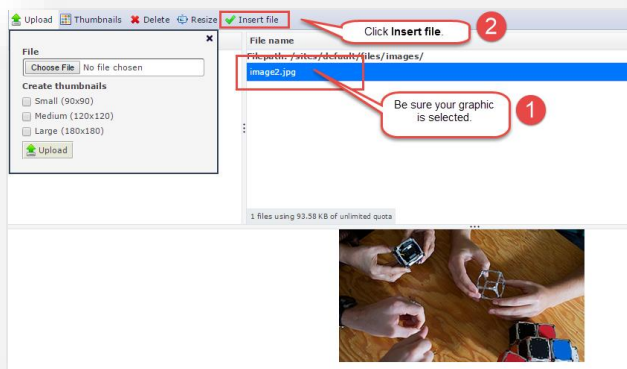 Upload Thumbnails Delete Resize Insert file
Click Insert file.
2
File name
File
Filepath: /sites/default/files/images/
Choose File No file chosen
image2.jpg
Create thumbnails
Small (90x90)
Medium (120x120)
Large (180x180)
Upload
Be sure your graphic
is selected.
1
1 files using 93.58 KB of unlimited quota